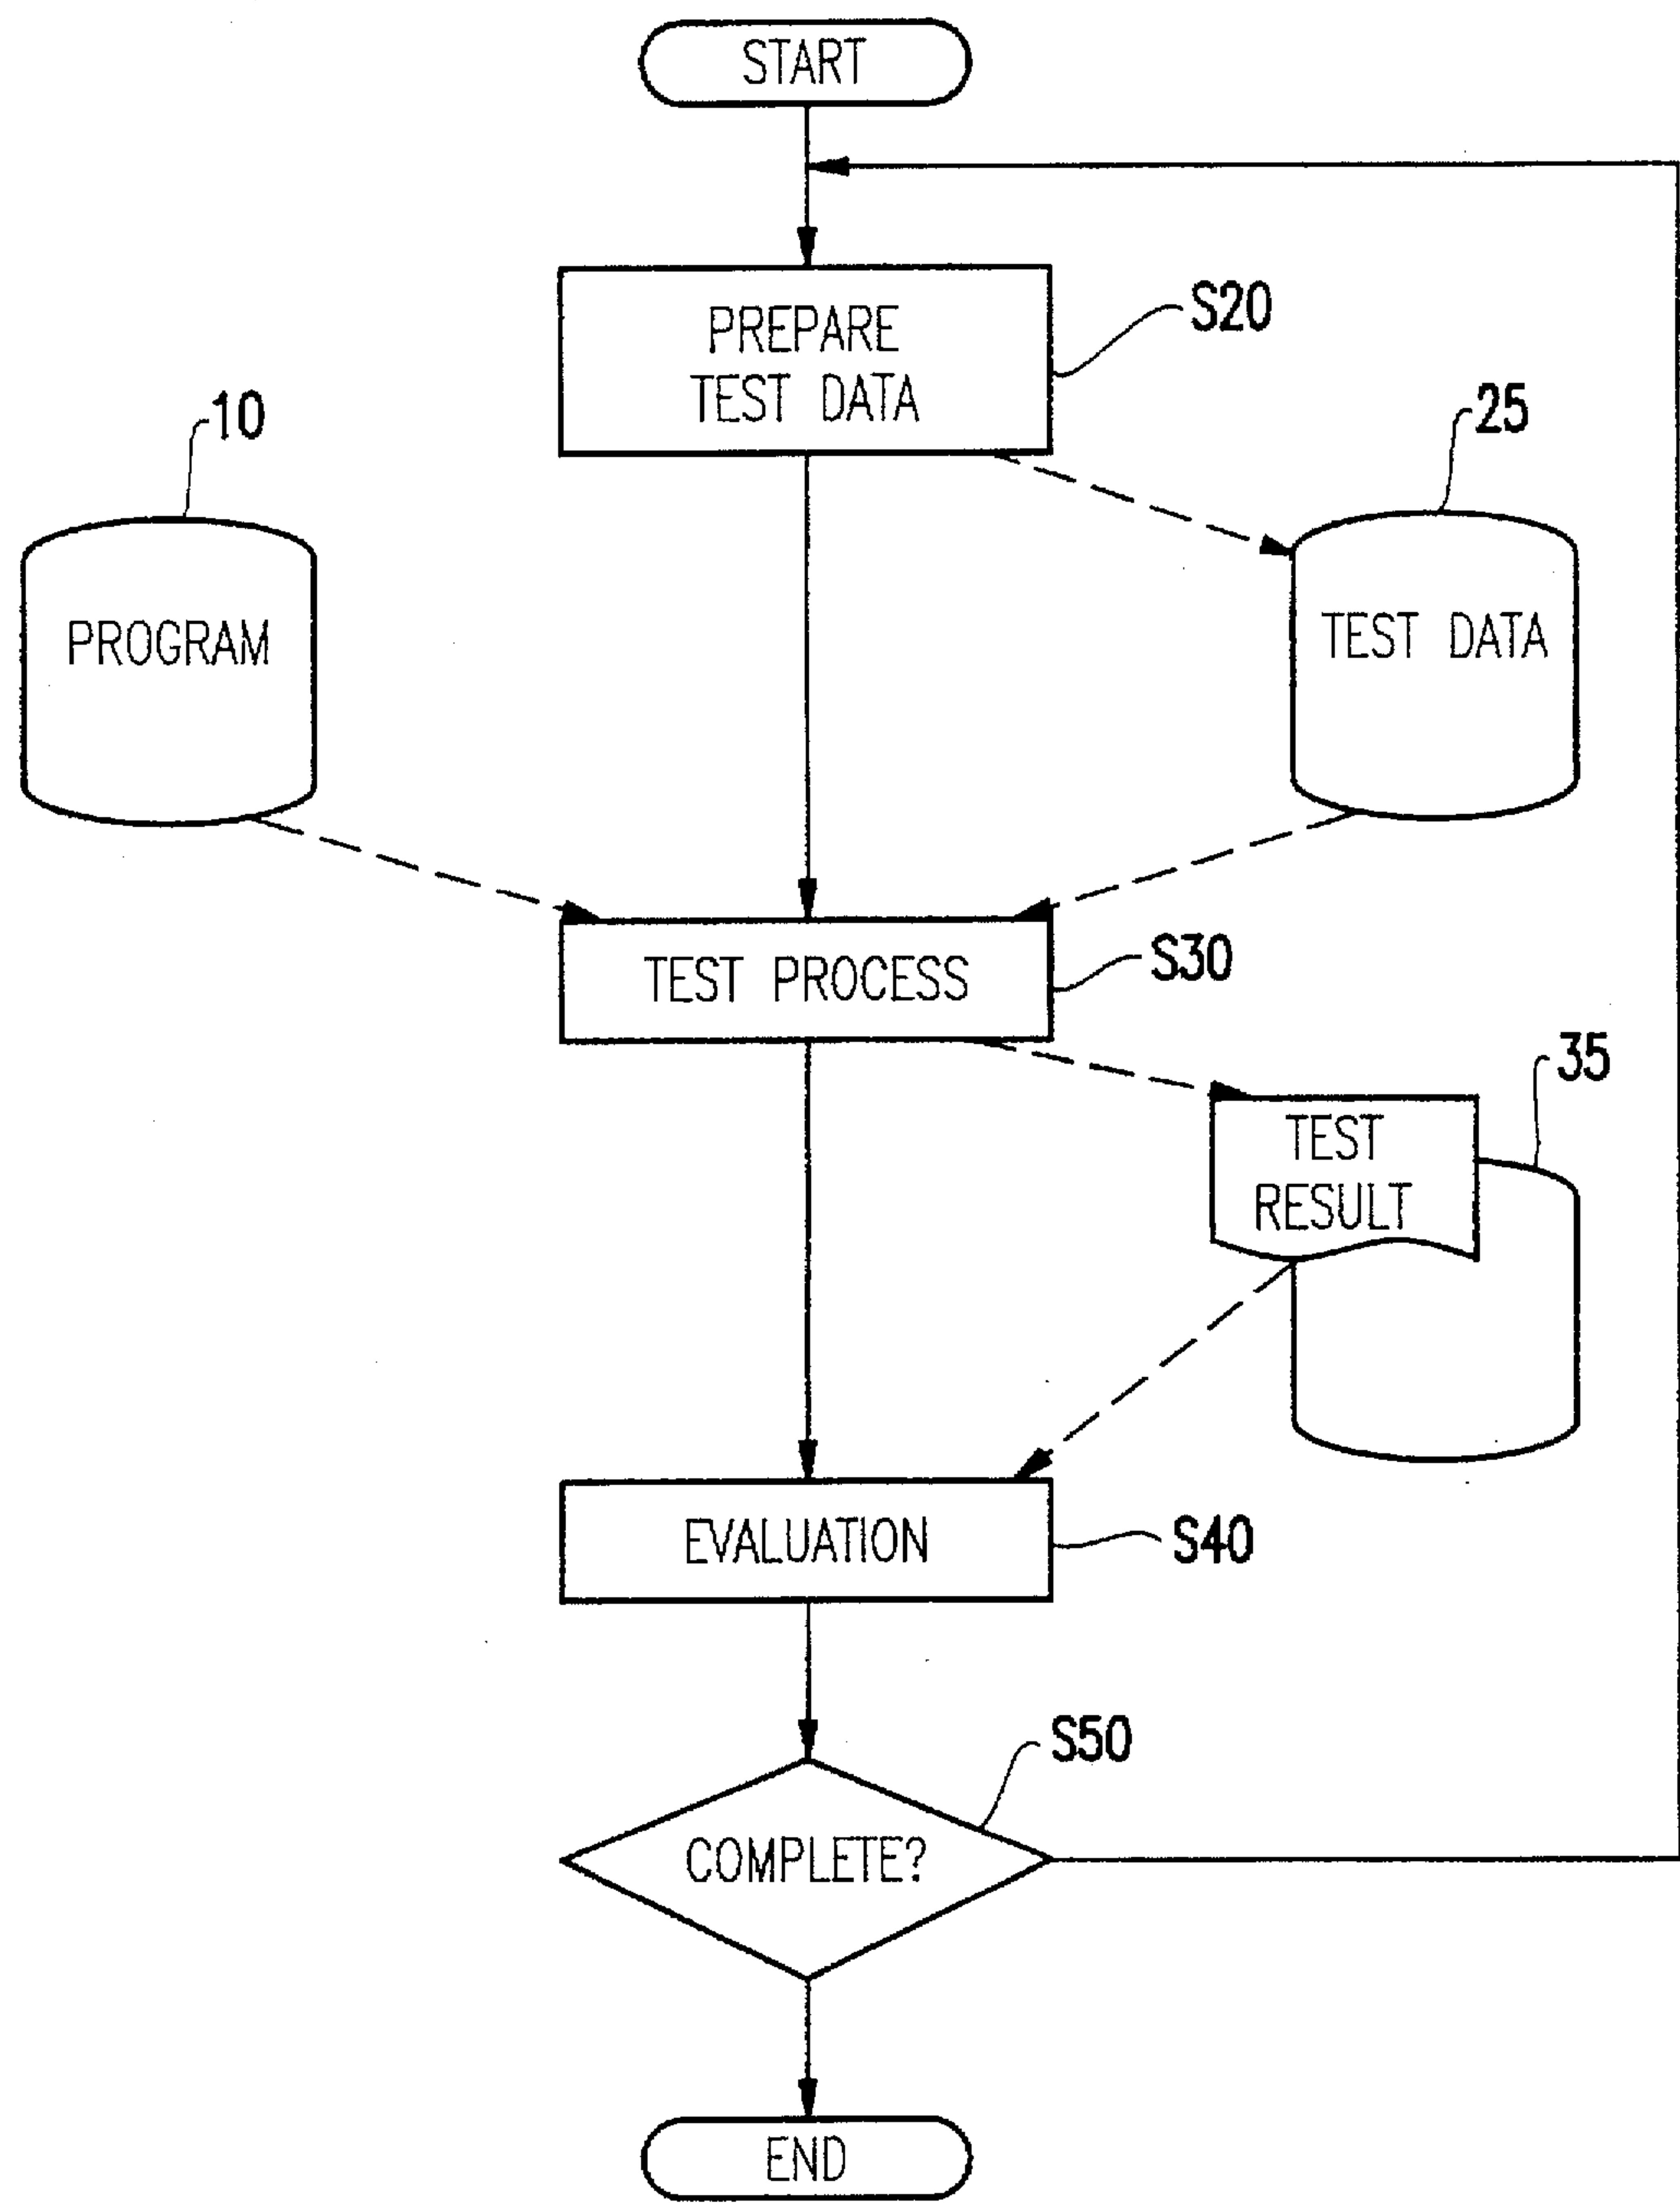 START
PREPARE
TEST DATA
S20
10
25
PROGRAM
TEST DATA
TEST PROCESS
S30
35
TEST
RESULT
EVALUATION
S40
S50
COMPLETE?
END